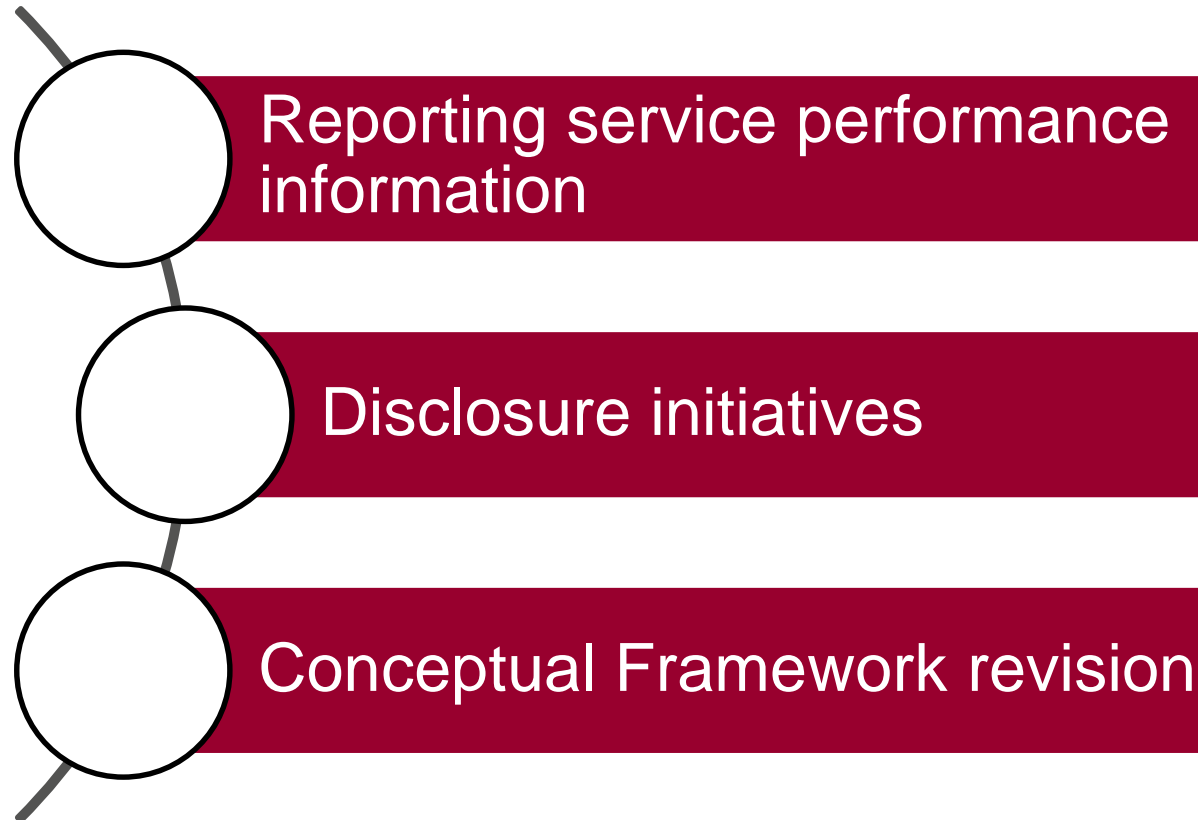 Reporting service performance
information
Disclosure initiatives
Conceptual Framework revision